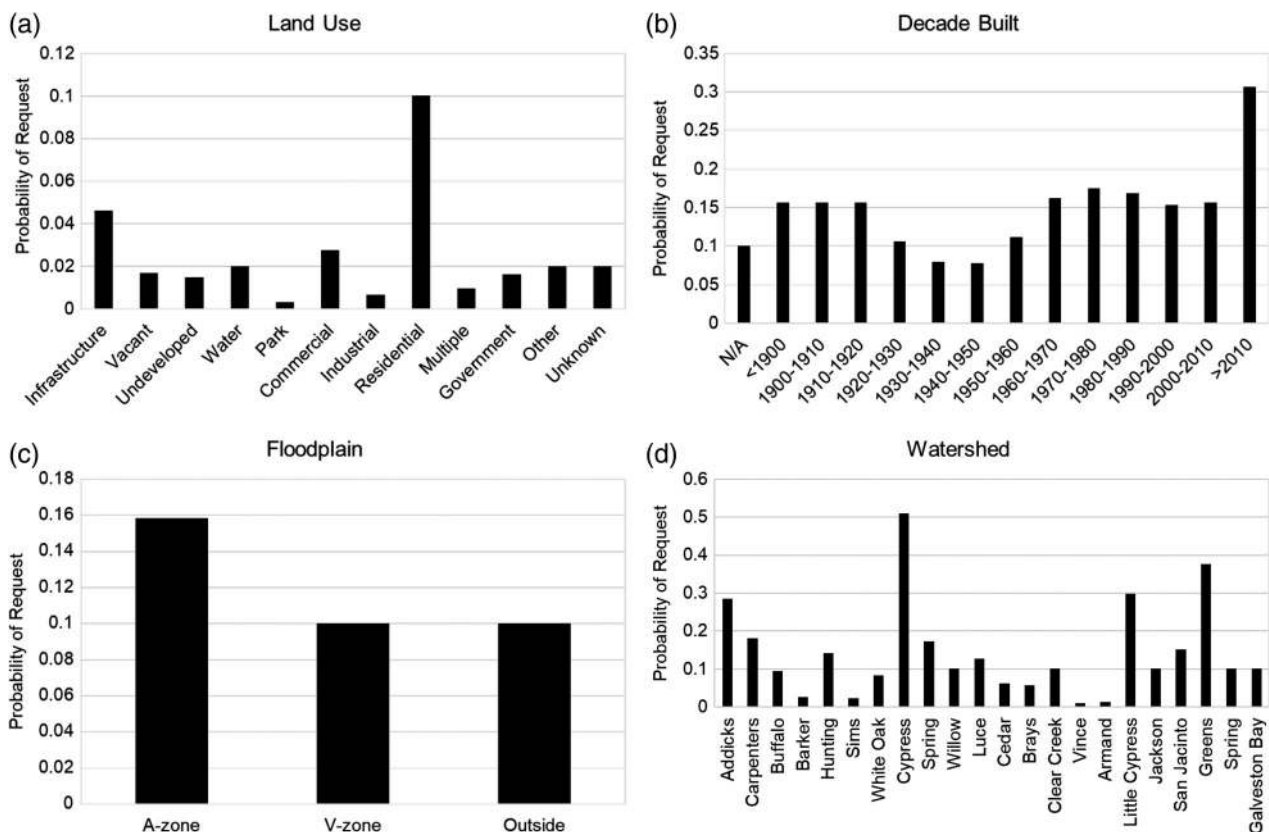 (a)
Land Use
Probability of Request
0.12
0.1
0.08
0.06
0.04
0.02
0
Infrastructure
Vacant
Undeveloped
Water
Park
Commercial
Industrial
Residential
Multiple
Government
Other
Unknown
(b)
Decade Built
Probability of Request
0.35
0.3
0.25
0.2
0.15
0.1
0.05
0
N/A
<1900
1900-1910
1910-1920
1920-1930
1930-1940
1940-1950
1950-1960
1960-1970
1970-1980
1980-1990
1990-2000
2000-2010
>2010
(c)
Floodplain
Probability of Request
0.18
0.16
0.14
0.12
0.1
0.08
0.06
0.04
0.02
0
A-zone
V-zone
Outside
(d)
Watershed
Probability of Request
0.6
0.5
0.4
0.3
0.2
0.1
0
Addicks
Carpenters
Buffalo
Barker
Hunting
Sims
White Oak
Cypress
Spring
Willow
Luce
Cedar
Brays
Clear Creek
Vince
Armand
Little Cypress
Jackson
San Jacinto
Greens
Spring
Galveston Bay